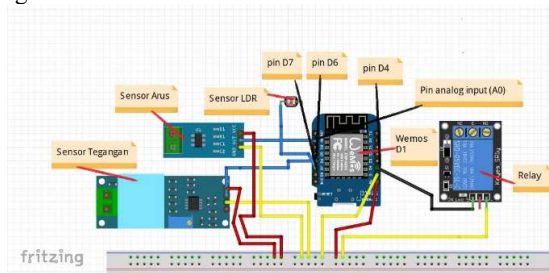 pin D7
pin D6
pin D4
Sensor Arus
Sensor LDR
Pin analog input (A0)
Sensor Tegangan
Wemos
D1
Relay
fritzing